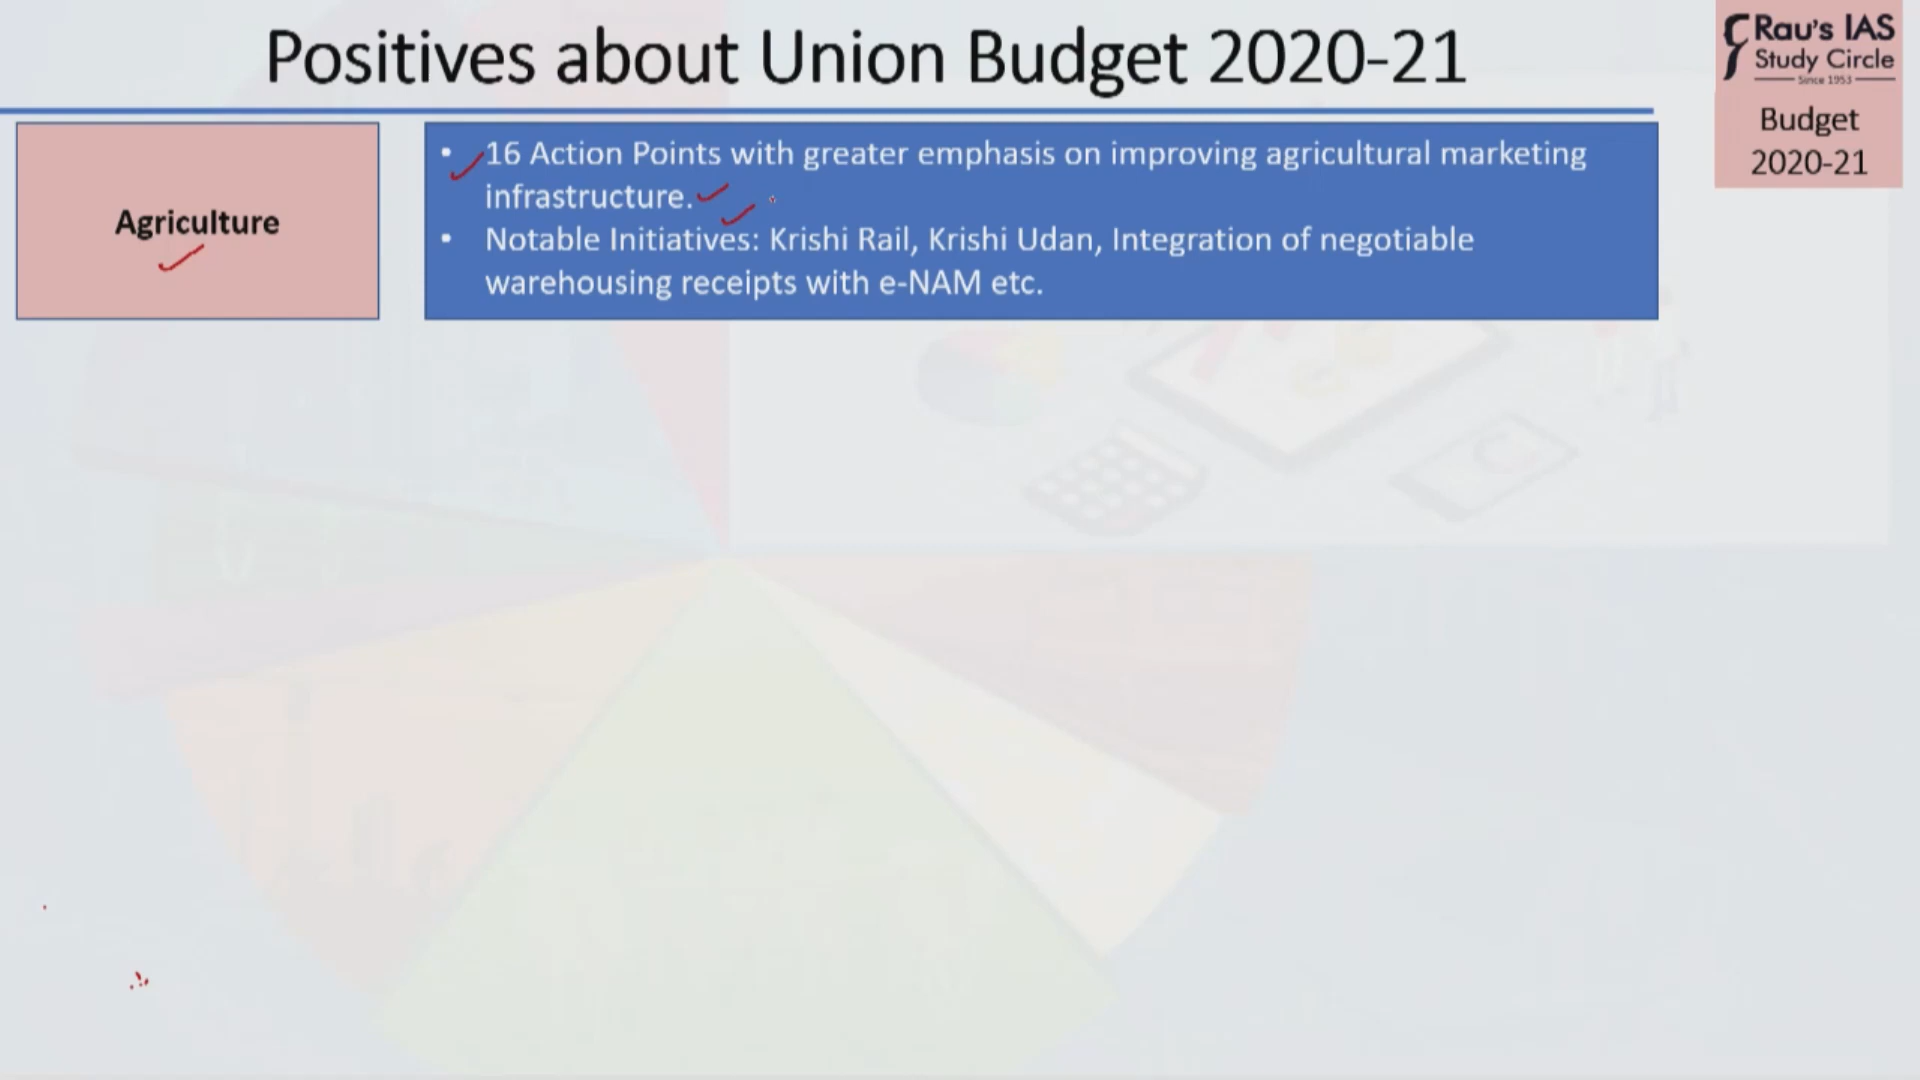 Positives about Union Budget 2020-21
Rau's IAS
Study Circle
Since 1953
Budget
2020-21
Agriculture
• 16 Action Points with greater emphasis on improving agricultural marketing
infrastructure.
• Notable Initiatives: Krishi Rail, Krishi Udan, Integration of negotiable
warehousing receipts with e-NAM etc.